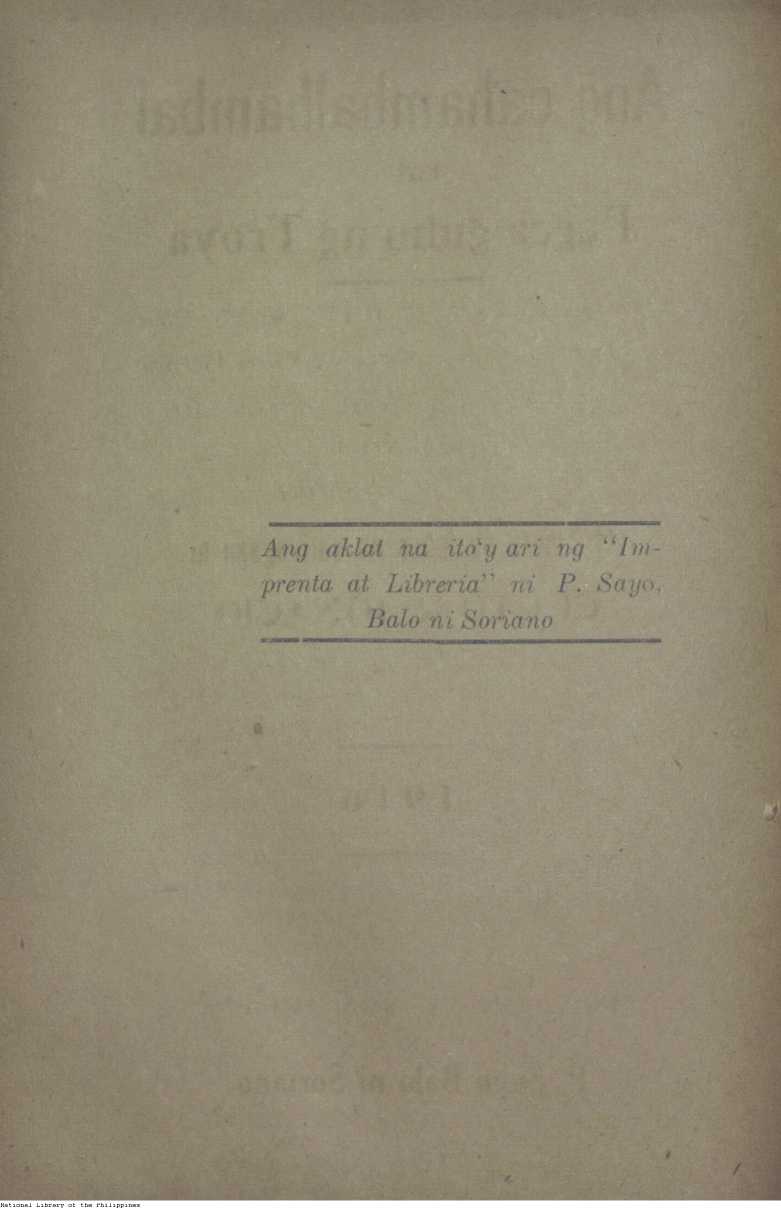 Ang aklat na ito‘y ari ng “Im-
prenta at Libreria” ni P. Sayo,
Balo ni Soriano
National Library of the Philippines